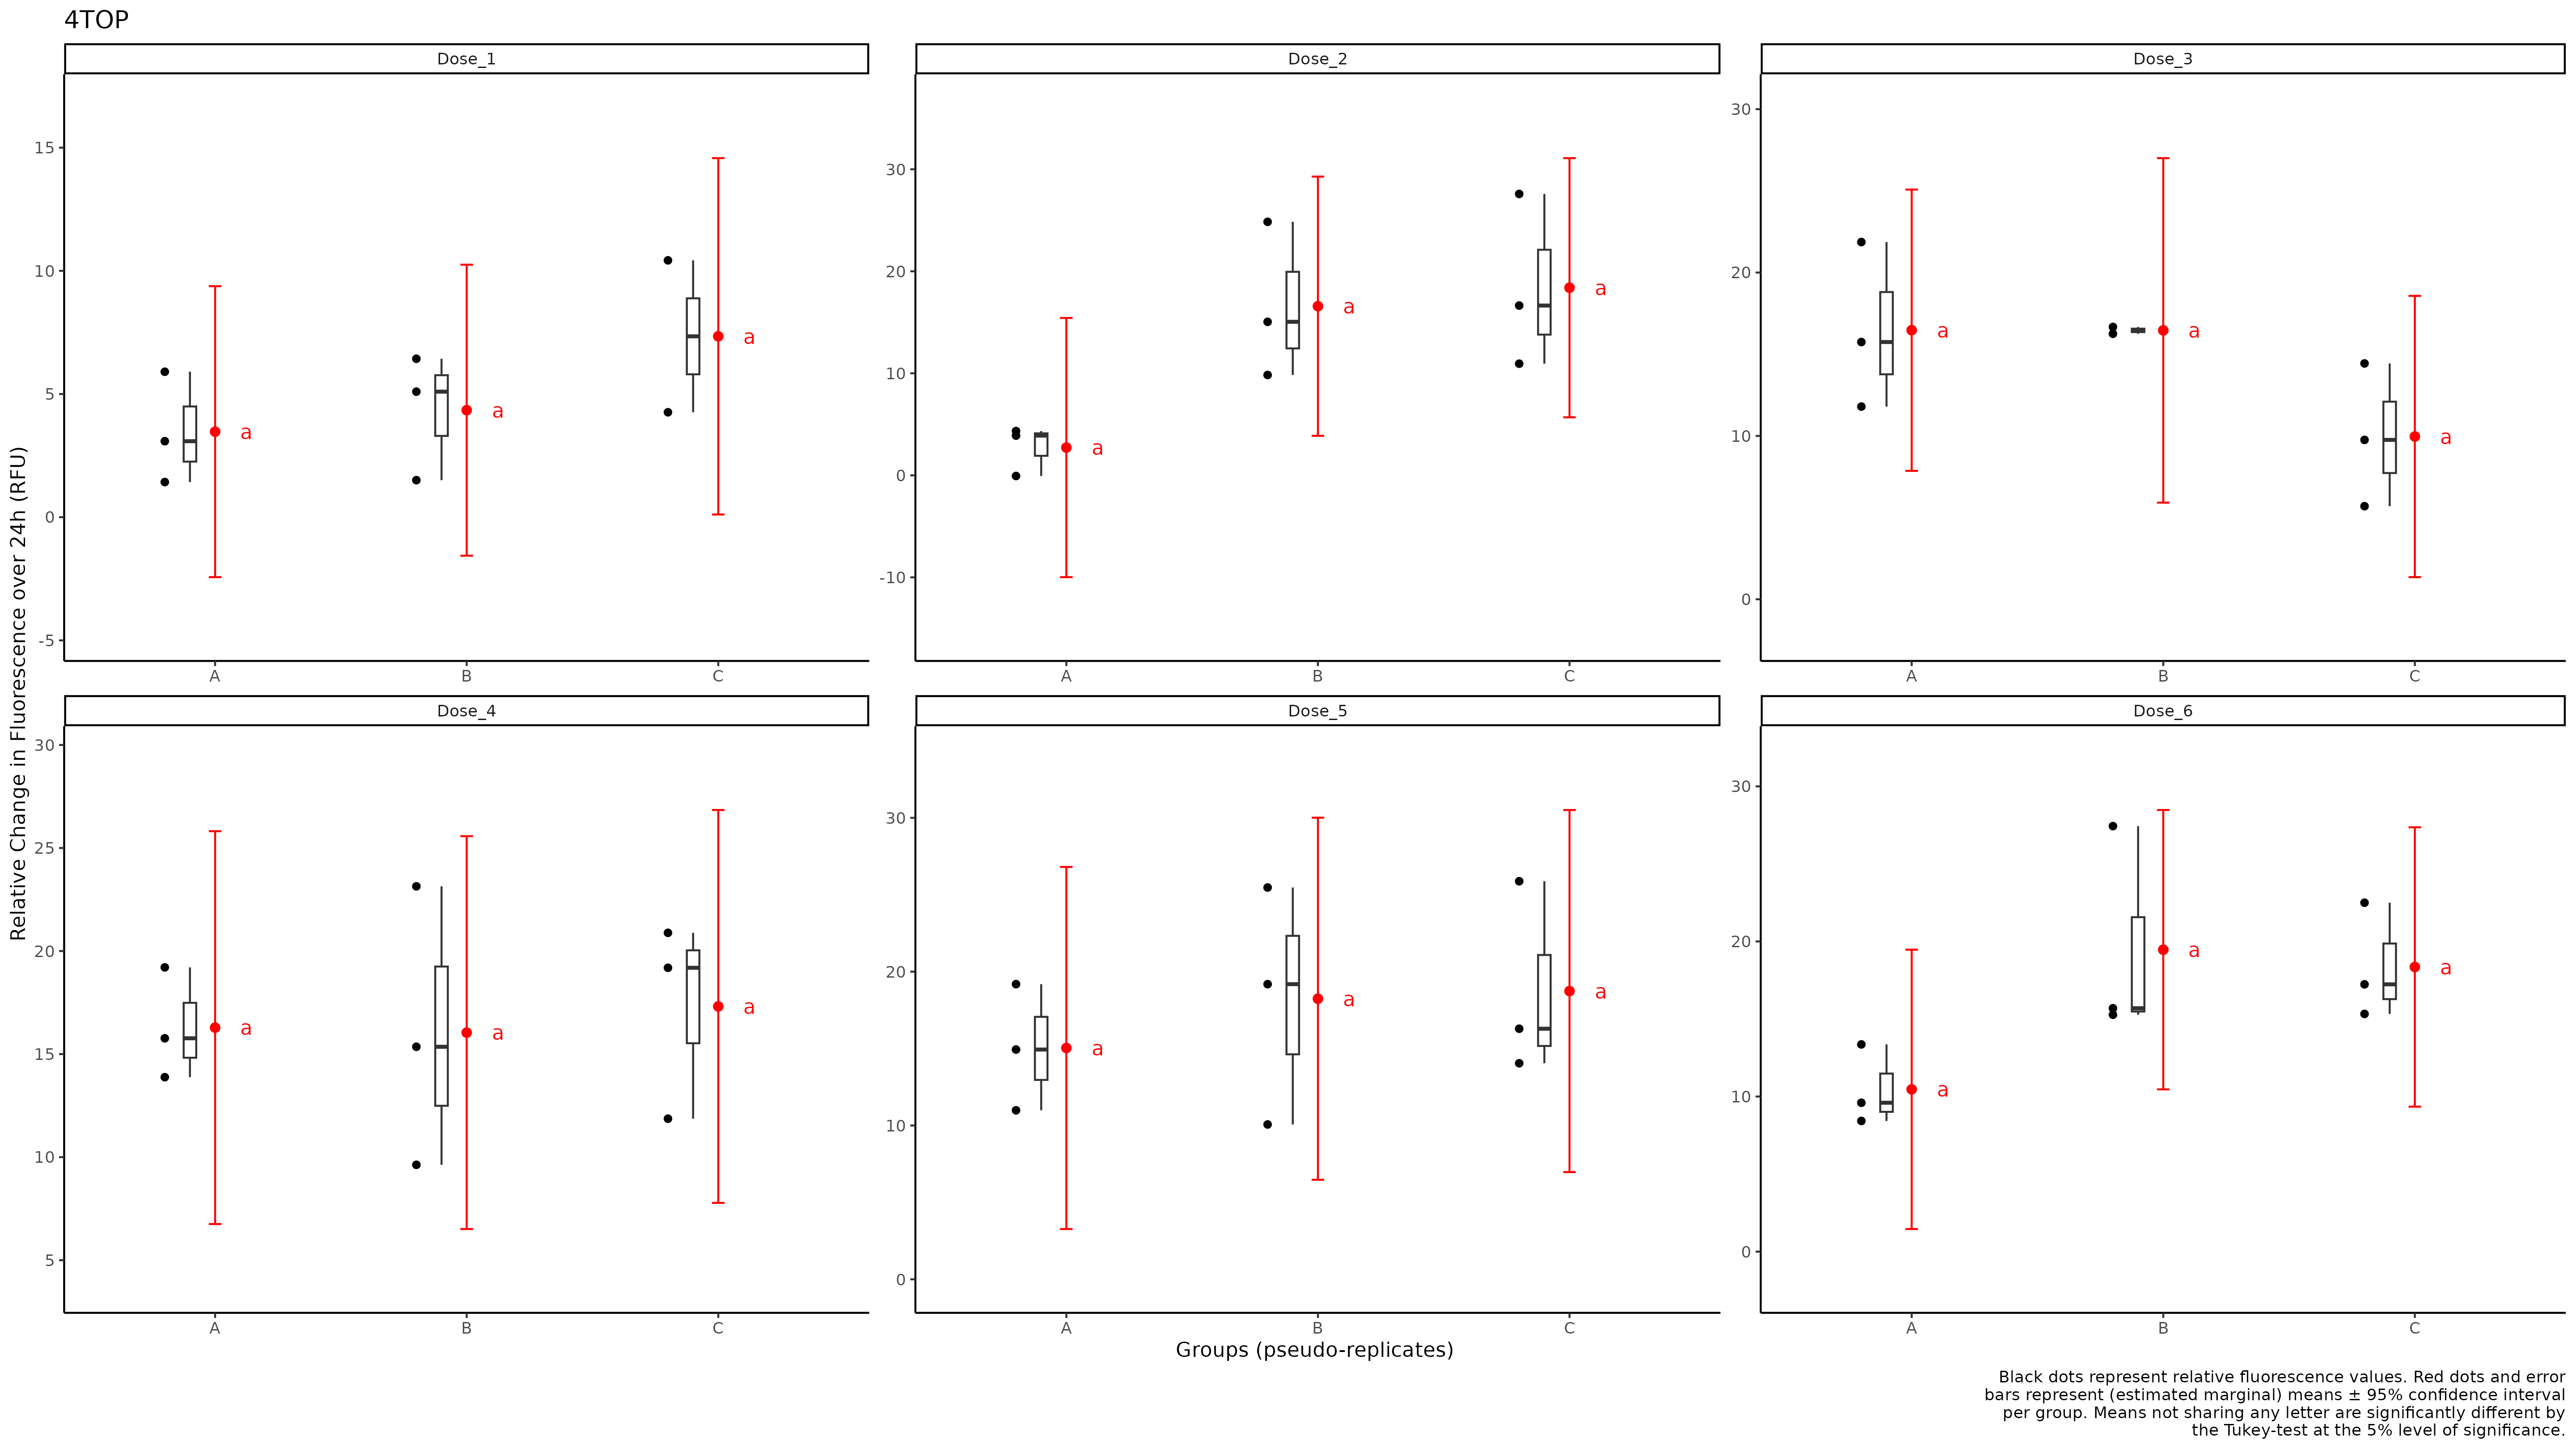 4TOP
Dose_1
Dose_2
Dose_3
15
10
5
0
-5
30
20
10
0
-10
30
20
10
0
a
a
a
a
a
a
a
a
a
A
B
C
A
B
C
A
B
C
Relative Change in Fluorescence over 24h (RFU)
Dose_4
Dose_5
Dose_6
30
25
20
15
10
5
30
20
10
0
30
20
10
0
a
a
a
a
a
a
a
a
a
A
B
C
A
B
C
A
B
C
Groups (pseudo-replicates)
Black dots represent relative fluorescence values. Red dots and error
bars represent (estimated marginal) means ± 95% confidence interval
per group. Means not sharing any letter are significantly different by
the Tukey-test at the 5% level of significance.